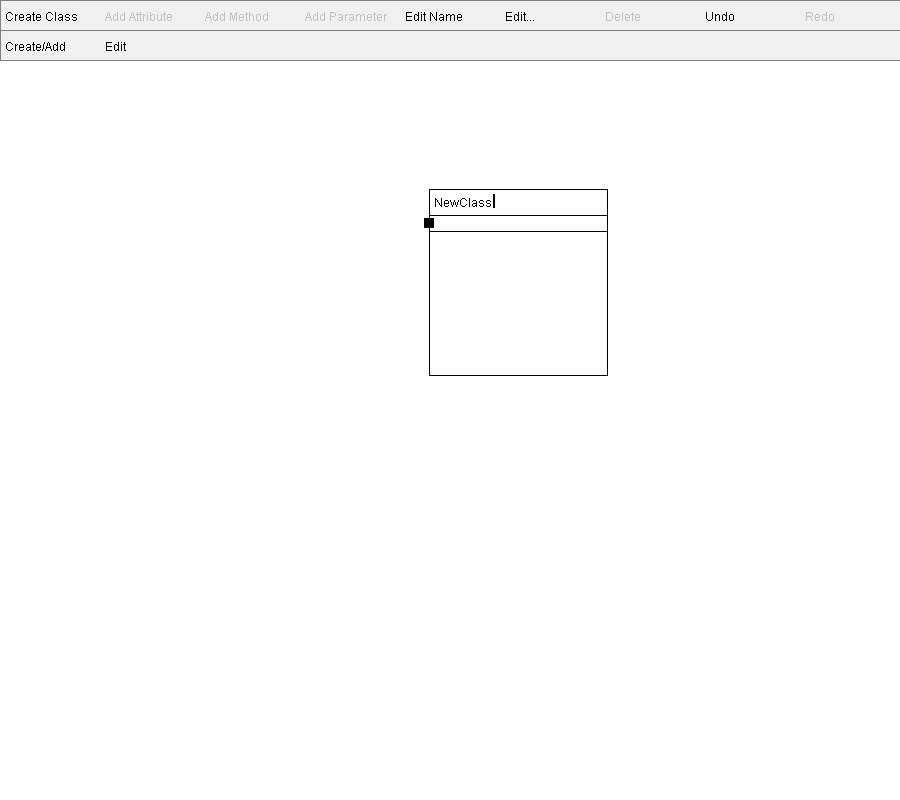 Create Class Add Attribute Add Method Add Parameter Edit Name Edit... Delete Undo Redo
Create/Add Edit
NewClass